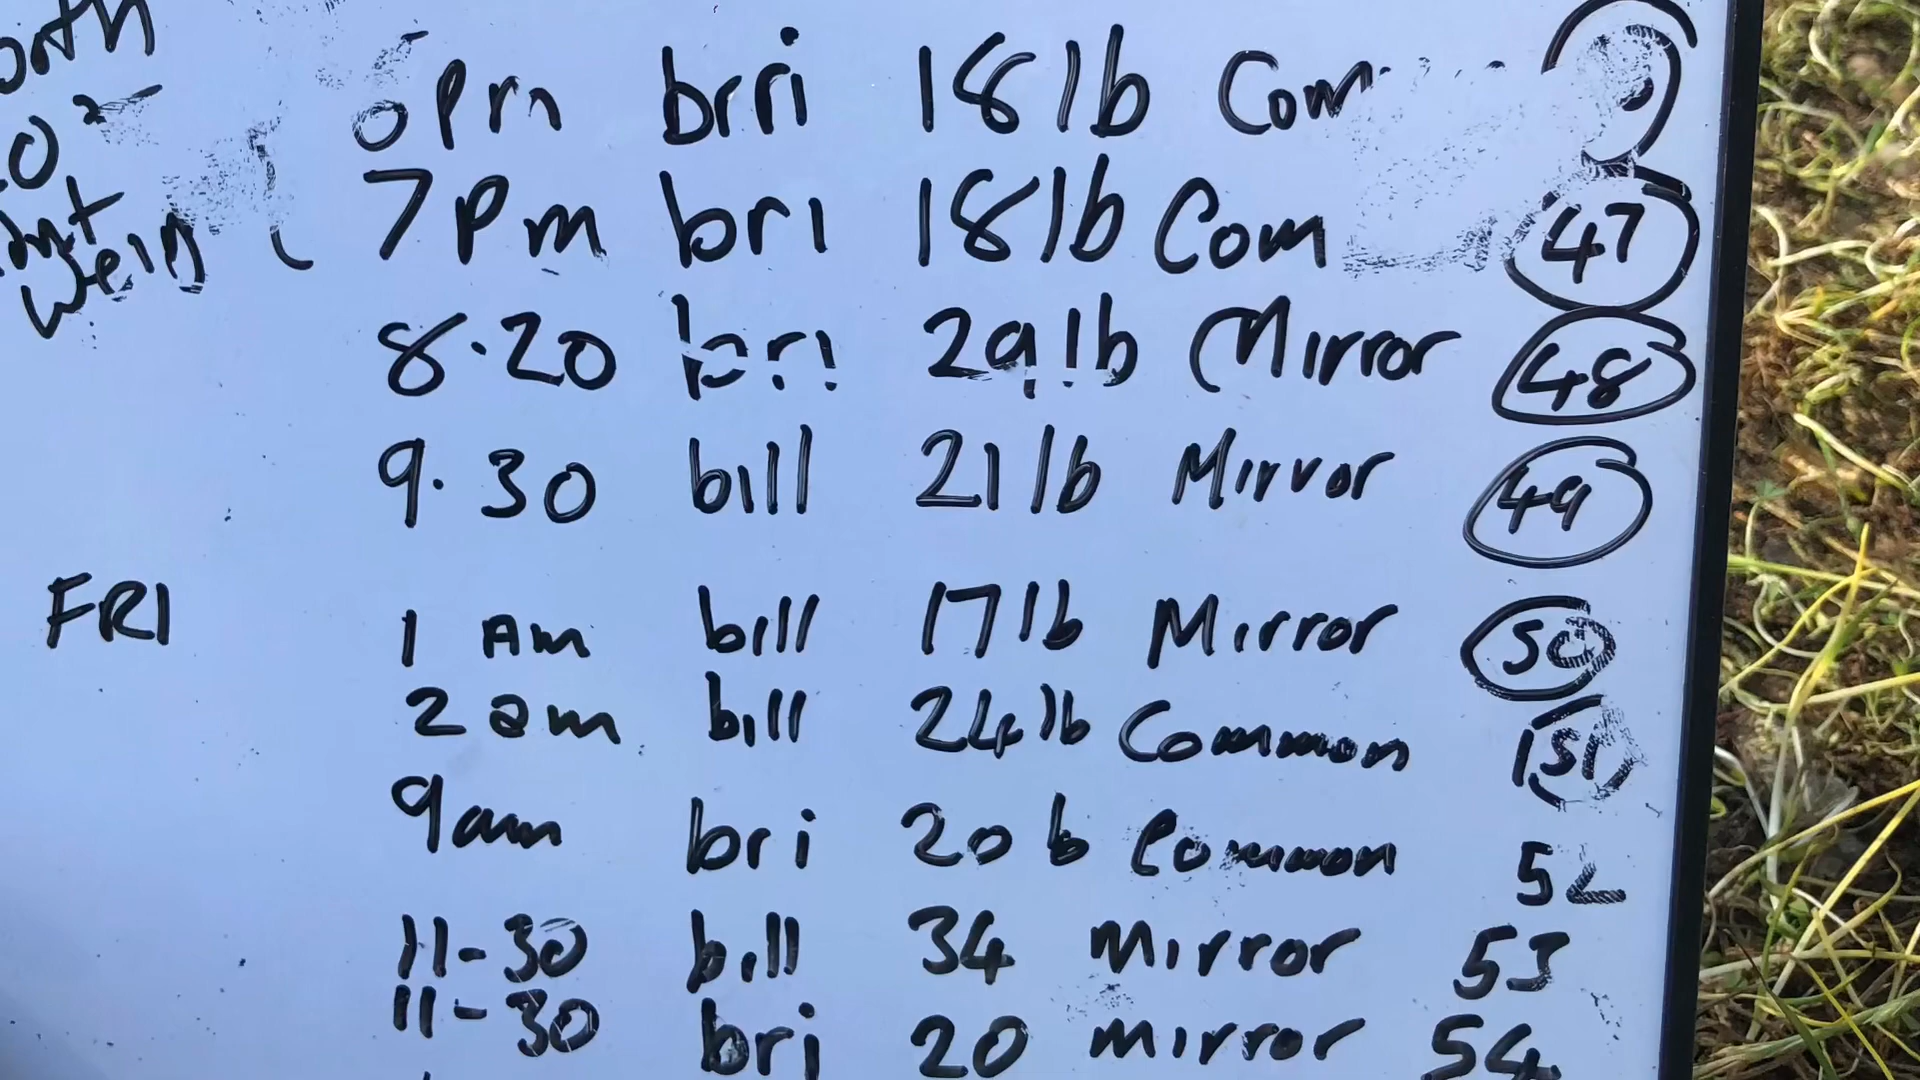 6pm bri 18lb Com
7pm bri 18lb Com 47
8.20 bri 29lb Mirror 48
9.30 bill 21lb Mirror 49
FRI 1 Am bill 17lb Mirror 50
2am bill 24lb Common 51
9am bri 20 b Common 52
11-30 bill 34 Mirror 53
11-30 bri 20 Mirror 54